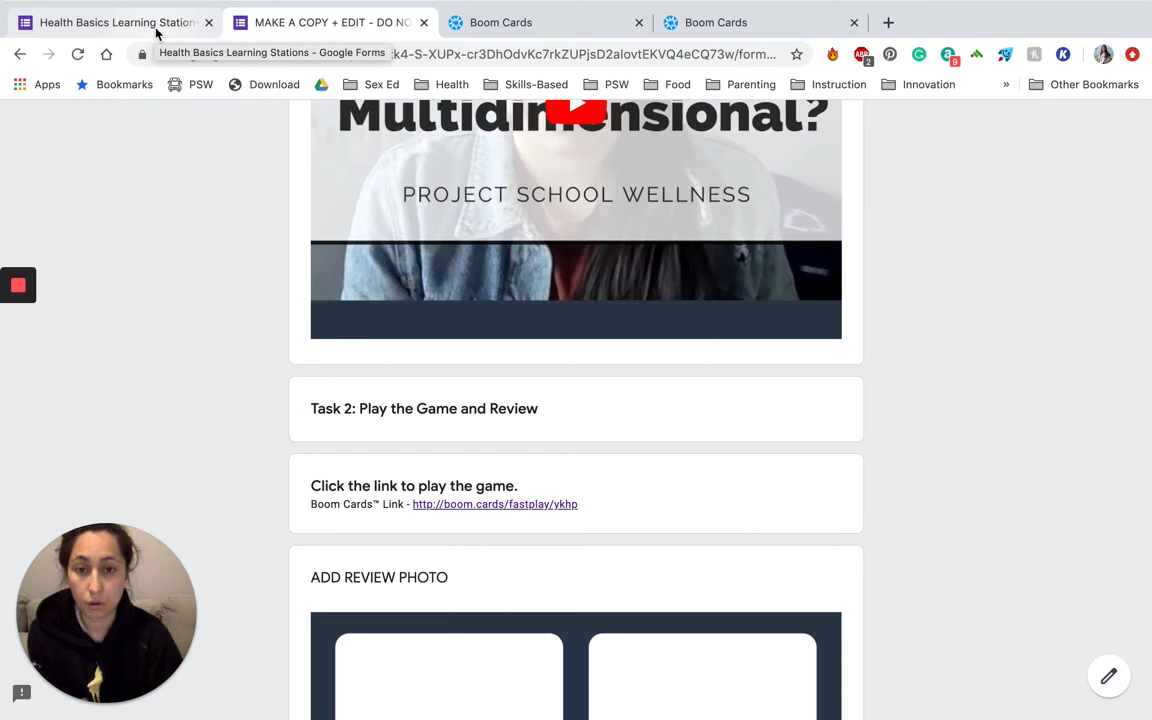 Health Basics Learning Station
MAKE A COPY + EDIT - DO NO
Boom Cards
Boom Cards
Health Basics Learning Stations - Google Forms
k4-S-XUPx-cr3DhOdvKc7rkZUPjsD2alovtEKVQ4eCQ73w/form...
2
9
Apps
Bookmarks
PSW
Download
Sex Ed
Health
Skills-Based
PSW
Food
Parenting
Instruction
Innovation
»
Other Bookmarks
Multidimensional?
PROJECT SCHOOL WELLNESS
Task 2: Play the Game and Review
Click the link to play the game.
Boom Cards™ Link - http://boom.cards/fastplay/ykhp
ADD REVIEW PHOTO